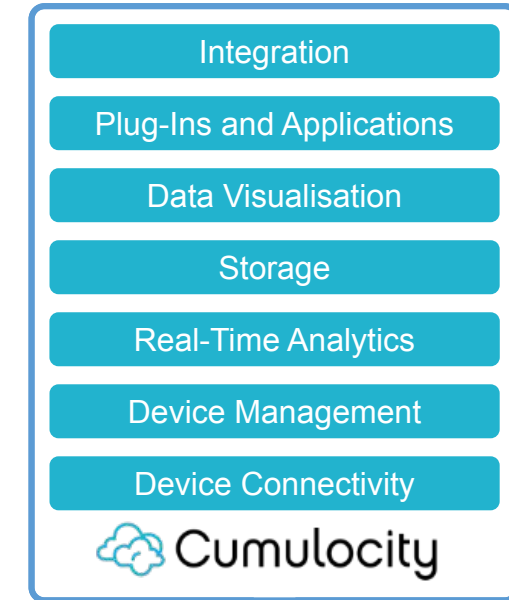 Integration
Plug-Ins and Applications
Data Visualisation
Storage
Real-Time Analytics
Device Management
Device Connectivity
Cumulocity